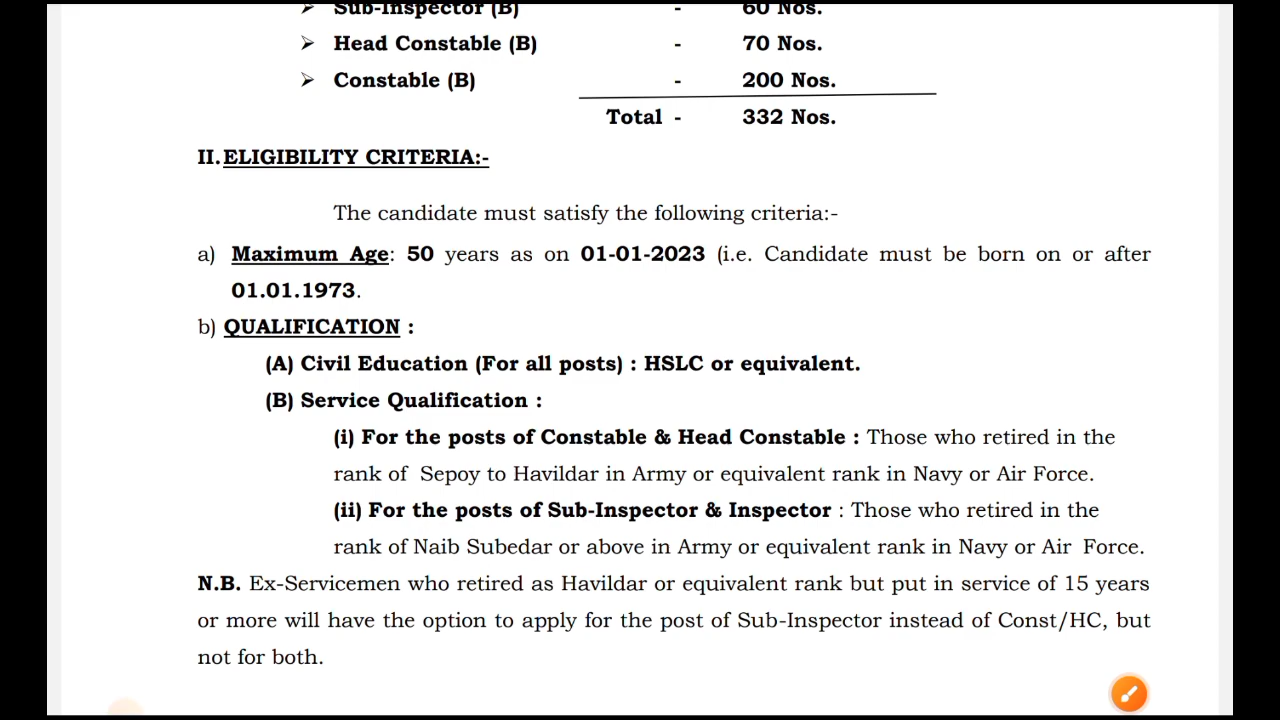 ➢ Sub-Inspector (B) - 60 Nos.
➢ Head Constable (B) - 70 Nos.
➢ Constable (B) - 200 Nos.
Total - 332 Nos.
II. ELIGIBILITY CRITERIA:-
The candidate must satisfy the following criteria:-
a) Maximum Age: 50 years as on 01-01-2023 (i.e. Candidate must be born on or after
01.01.1973.
b) QUALIFICATION :
(A) Civil Education (For all posts) : HSLC or equivalent.
(B) Service Qualification :
(i) For the posts of Constable & Head Constable : Those who retired in the
rank of Sepoy to Havildar in Army or equivalent rank in Navy or Air Force.
(ii) For the posts of Sub-Inspector & Inspector : Those who retired in the
rank of Naib Subedar or above in Army or equivalent rank in Navy or Air Force.
N.B. Ex-Servicemen who retired as Havildar or equivalent rank but put in service of 15 years
or more will have the option to apply for the post of Sub-Inspector instead of Const/HC, but
not for both.